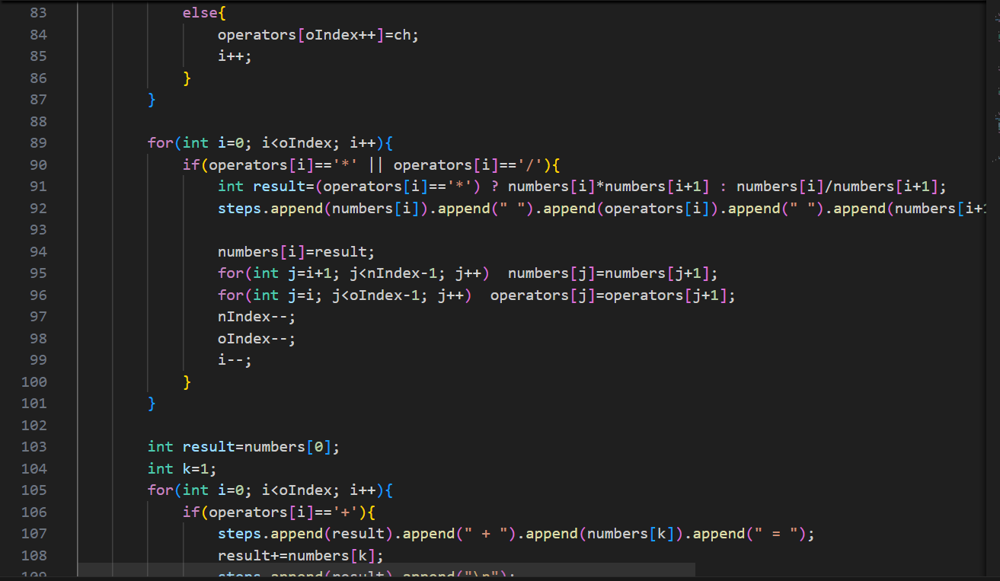 83 else{
84 operators[oIndex++]=ch;
85 i++;
86 }
87 }
88
89 for(int i=0; i<oIndex; i++){
90 if(operators[i]=='*' || operators[i]=='/'){
91 int result=(operators[i]=='*') ? numbers[i]*numbers[i+1] : numbers[i]/numbers[i+1];
92 steps.append(numbers[i]).append(" ").append(operators[i]).append(" ").append(numbers[i+1
93
94 numbers[i]=result;
95 for(int j=i+1; j<nIndex-1; j++)  numbers[j]=numbers[j+1];
96 for(int j=i; j<oIndex-1; j++)  operators[j]=operators[j+1];
97 nIndex--;
98 oIndex--;
99 i--;
100 }
101 }
102
103 int result=numbers[0];
104 int k=1;
105 for(int i=0; i<oIndex; i++){
106 if(operators[i]=='+'){
107 steps.append(result).append(" + ").append(numbers[k]).append(" = ");
108 result+=numbers[k];
109 steps.append(result).append("\n");